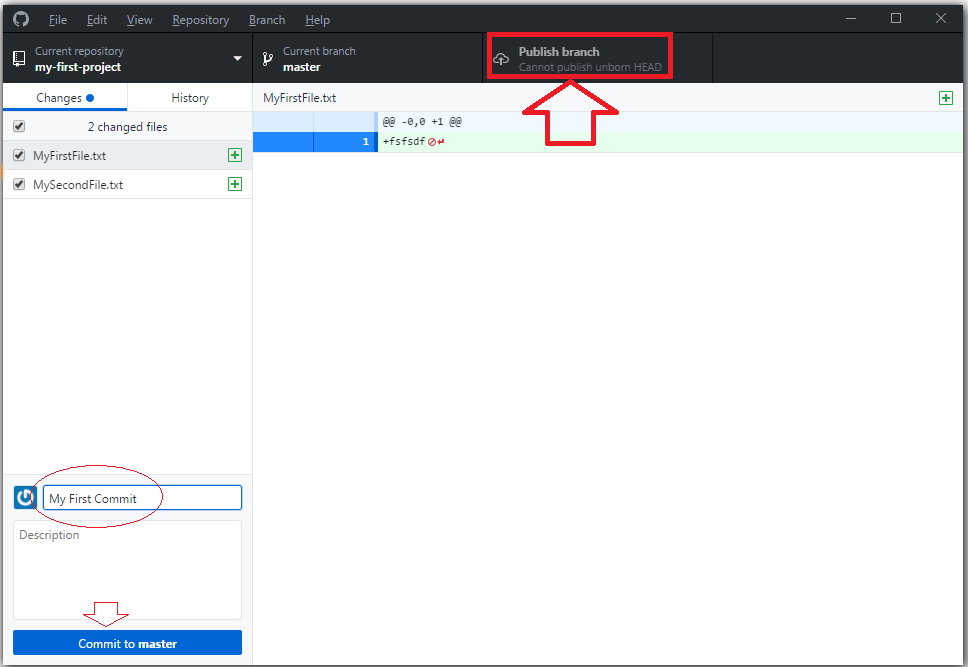 File Edit View Repository Branch Help
Current repository
my-first-project
Current branch
master
Publish branch
Cannot publish unborn HEAD
Changes
History
2 changed files
MyFirstFile.txt
MySecondFile.txt
MyFirstFile.txt
@@ -0,0 +1 @@
1 +fsfsdf
My First Commit
Description
Commit to master